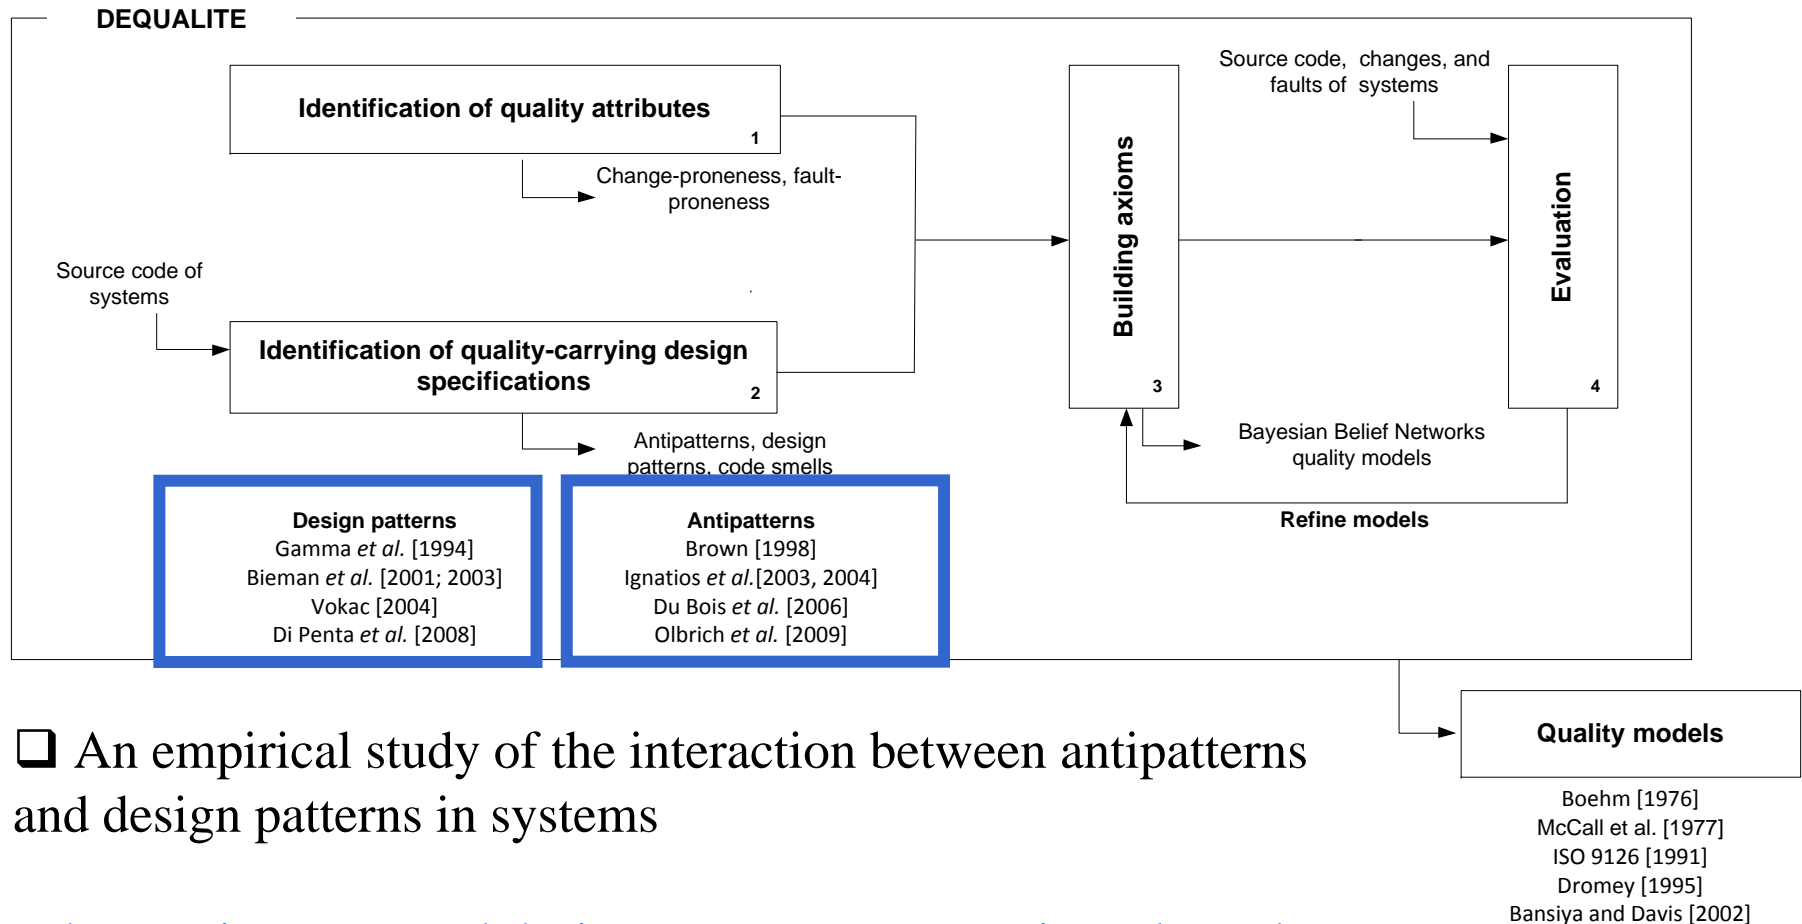 DEQUALITE
Identification of quality attributes
1
Change-proneness, fault-
proneness
Source code of
systems
Identification of quality-carrying design
specifications
2
Antipatterns, design
patterns, code smells
Design patterns
Gamma et al. [1994]
Bieman et al. [2001; 2003]
Vokac [2004]
Di Penta et al. [2008]
Antipatterns
Brown [1998]
Ignatios et al.[2003, 2004]
Du Bois et al. [2006]
Olbrich et al. [2009]
Building axioms
3
Source code, changes, and
faults of systems
Evaluation
4
Bayesian Belief Networks
quality models
Refine models
Quality models
Boehm [1976]
McCall et al. [1977]
ISO 9126 [1991]
Dromey [1995]
Bansiya and Davis [2002]
❑ An empirical study of the interaction between antipatterns
and design patterns in systems